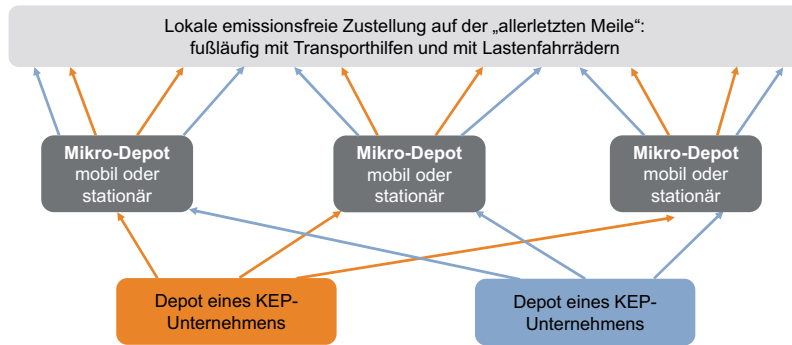 Lokale emissionsfreie Zustellung auf der „allerletzten Meile“:
fußläufig mit Transporthilfen und mit Lastenfahrrädern
Mikro-Depot
mobil oder
stationär
Mikro-Depot
mobil oder
stationär
Mikro-Depot
mobil oder
stationär
Depot eines KEP-
Unternehmens
Depot eines KEP-
Unternehmens